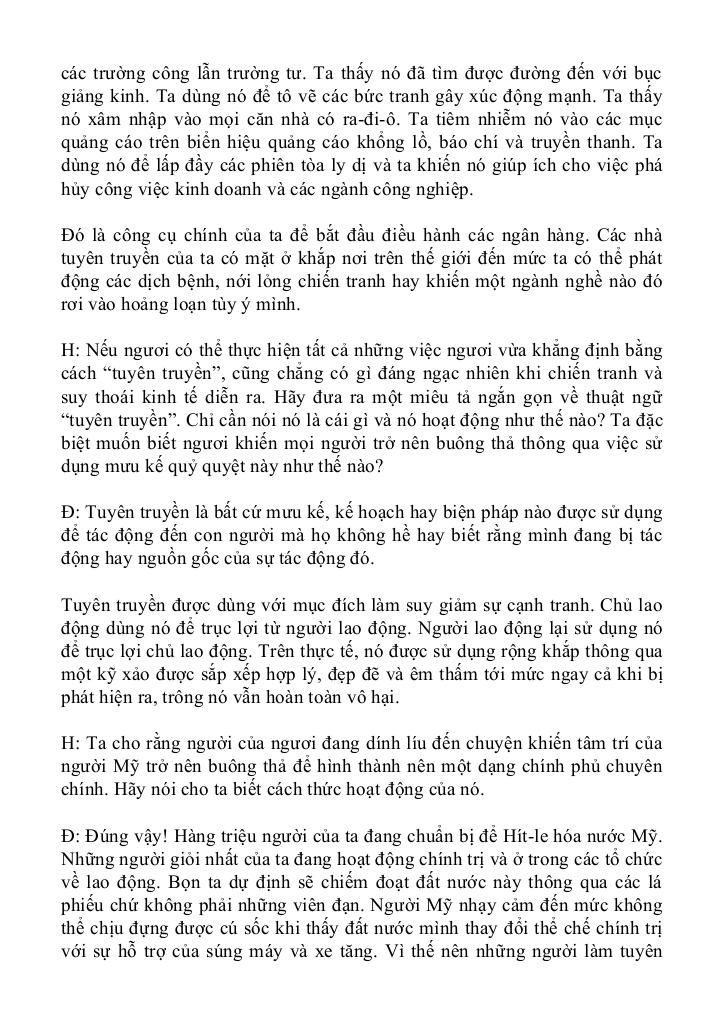 các trường công lẫn trường tư. Ta thấy nó đã tìm được đường đến với bục
giảng kinh. Ta dùng nó để tô vẽ các bức tranh gây xúc động mạnh. Ta thấy
nó xâm nhập vào mọi căn nhà có ra-đi-ô. Ta tiêm nhiễm nó vào các mục
quảng cáo trên biển hiệu quảng cáo khổng lồ, báo chí và truyền thanh. Ta
dùng nó để lấp đầy các phiên tòa ly dị và ta khiến nó giúp ích cho việc phá
hủy công việc kinh doanh và các ngành công nghiệp.
Đó là công cụ chính của ta để bắt đầu điều hành các ngân hàng. Các nhà
tuyên truyền của ta có mặt ở khắp nơi trên thế giới đến mức ta có thể phát
động các dịch bệnh, nới lỏng chiến tranh hay khiến một ngành nghề nào đó
rơi vào hoảng loạn tùy ý mình.
H: Nếu ngươi có thể thực hiện tất cả những việc ngươi vừa khẳng định bằng
cách “tuyên truyền”, cũng chẳng có gì đáng ngạc nhiên khi chiến tranh và
suy thoái kinh tế diễn ra. Hãy đưa ra một miêu tả ngắn gọn về thuật ngữ
“tuyên truyền”. Chỉ cần nói nó là cái gì và nó hoạt động như thế nào? Ta đặc
biệt muốn biết ngươi khiến mọi người trở nên buông thả thông qua việc sử
dụng mưu kế quỷ quyệt này như thế nào?
Đ: Tuyên truyền là bất cứ mưu kế, kế hoạch hay biện pháp nào được sử dụng
để tác động đến con người mà họ không hề hay biết rằng mình đang bị tác
động hay nguồn gốc của sự tác động đó.
Tuyên truyền được dùng với mục đích làm suy giảm sự cạnh tranh. Chủ lao
động dùng nó để trục lợi từ người lao động. Người lao động lại sử dụng nó
để trục lợi chủ lao động. Trên thực tế, nó được sử dụng rộng khắp thông qua
một kỹ xảo được sắp xếp hợp lý, đẹp đẽ và êm thấm tới mức ngay cả khi bị
phát hiện ra, trông nó vẫn hoàn toàn vô hại.
H: Ta cho rằng người của ngươi đang dính líu đến chuyện khiến tâm trí của
người Mỹ trở nên buông thả để hình thành nên một dạng chính phủ chuyên
chính. Hãy nói cho ta biết cách thức hoạt động của nó.
Đ: Đúng vậy! Hàng triệu người của ta đang chuẩn bị để Hít-le hóa nước Mỹ.
Những người giỏi nhất của ta đang hoạt động chính trị và ở trong các tổ chức
về lao động. Bọn ta dự định sẽ chiếm đoạt đất nước này thông qua các lá
phiếu chứ không phải những viên đạn. Người Mỹ nhạy cảm đến mức không
thể chịu đựng được cú sốc khi thấy đất nước mình thay đổi thể chế chính trị
với sự hỗ trợ của súng máy và xe tăng. Vì thế nên những người làm tuyên